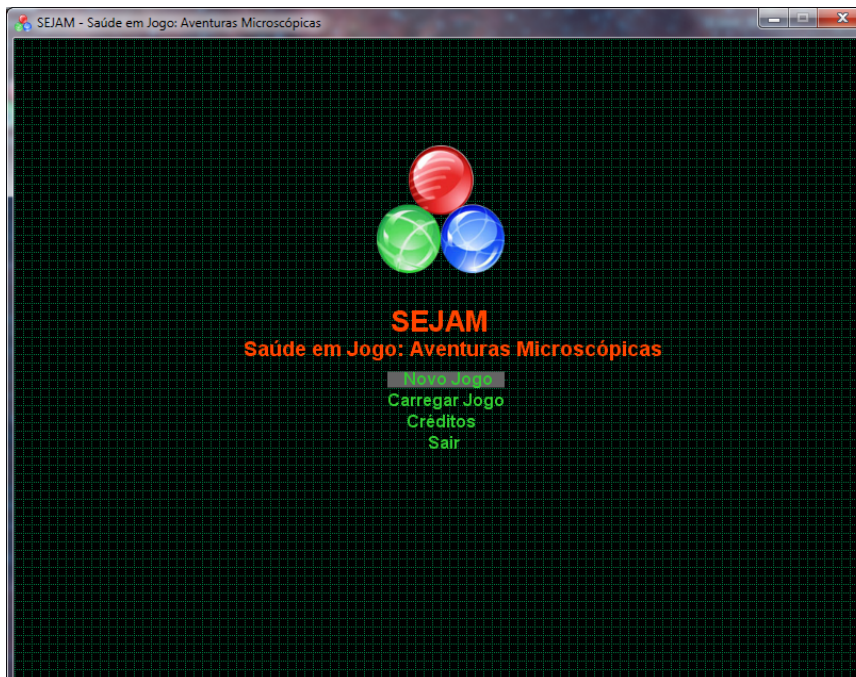 SEJAM - Saúde em Jogo: Aventuras Microscópicas
SEJAM
Saúde em Jogo: Aventuras Microscópicas
Novo Jogo
Carregar Jogo
Créditos
Sair